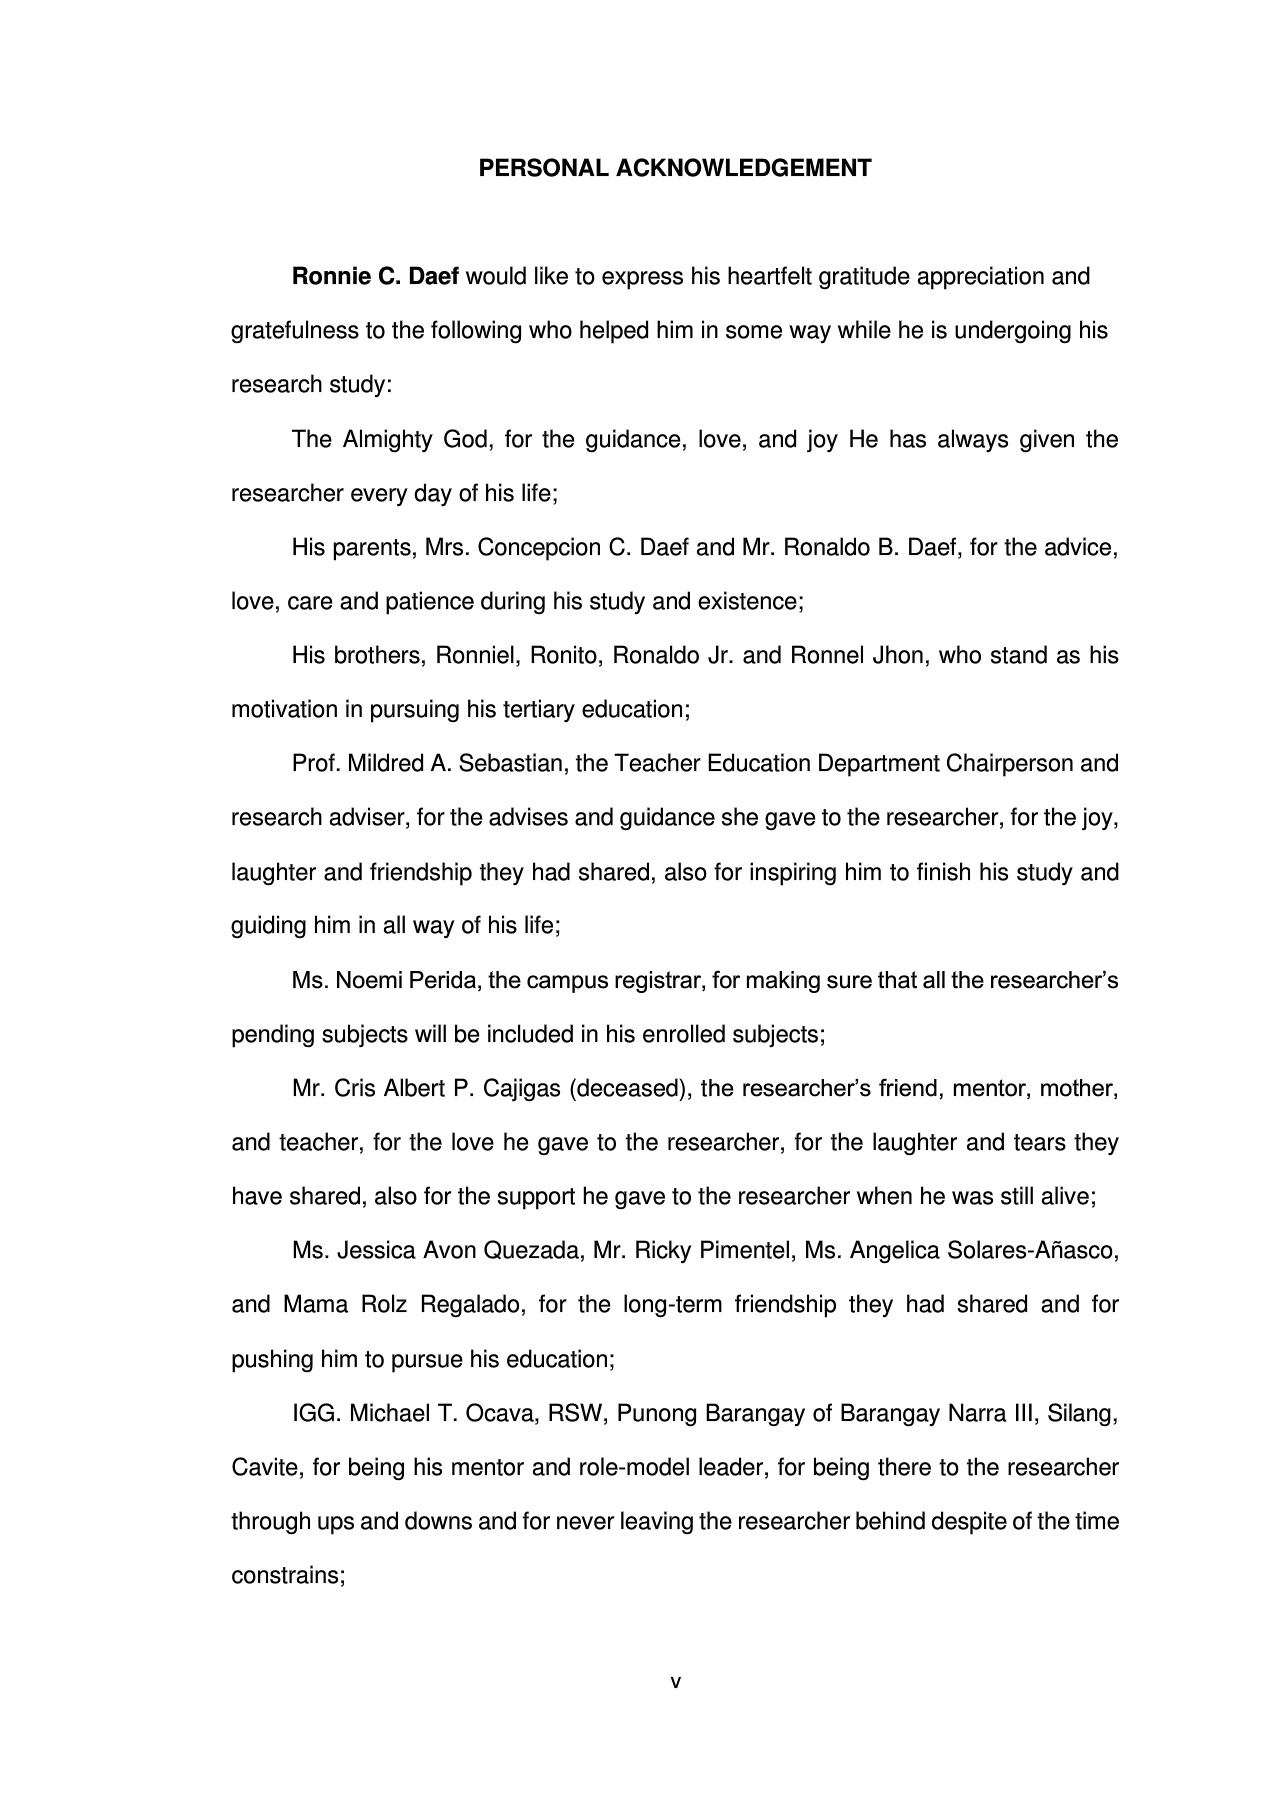 PERSONAL ACKNOWLEDGEMENT
Ronnie C. Daef would like to express his heartfelt gratitude appreciation and
gratefulness to the following who helped him in some way while he is undergoing his
research study:
The Almighty God, for the guidance, love, and joy He has always given the
researcher every day of his life;
His parents, Mrs. Concepcion C. Daef and Mr. Ronaldo B. Daef, for the advice,
love, care and patience during his study and existence;
His brothers, Ronniel, Ronito, Ronaldo Jr. and Ronnel Jhon, who stand as his
motivation in pursuing his tertiary education;
Prof. Mildred A. Sebastian, the Teacher Education Department Chairperson and
research adviser, for the advises and guidance she gave to the researcher, for the joy,
laughter and friendship they had shared, also for inspiring him to finish his study and
guiding him in all way of his life;
Ms. Noemi Perida, the campus registrar, for making sure that all the researcher’s
pending subjects will be included in his enrolled subjects;
Mr. Cris Albert P. Cajigas (deceased), the researcher’s friend, mentor, mother,
and teacher, for the love he gave to the researcher, for the laughter and tears they
have shared, also for the support he gave to the researcher when he was still alive;
Ms. Jessica Avon Quezada, Mr. Ricky Pimentel, Ms. Angelica Solares-Añasco,
and Mama Rolz Regalado, for the long-term friendship they had shared and for
pushing him to pursue his education;
IGG. Michael T. Ocava, RSW, Punong Barangay of Barangay Narra III, Silang,
Cavite, for being his mentor and role-model leader, for being there to the researcher
through ups and downs and for never leaving the researcher behind despite of the time
constrains;
v